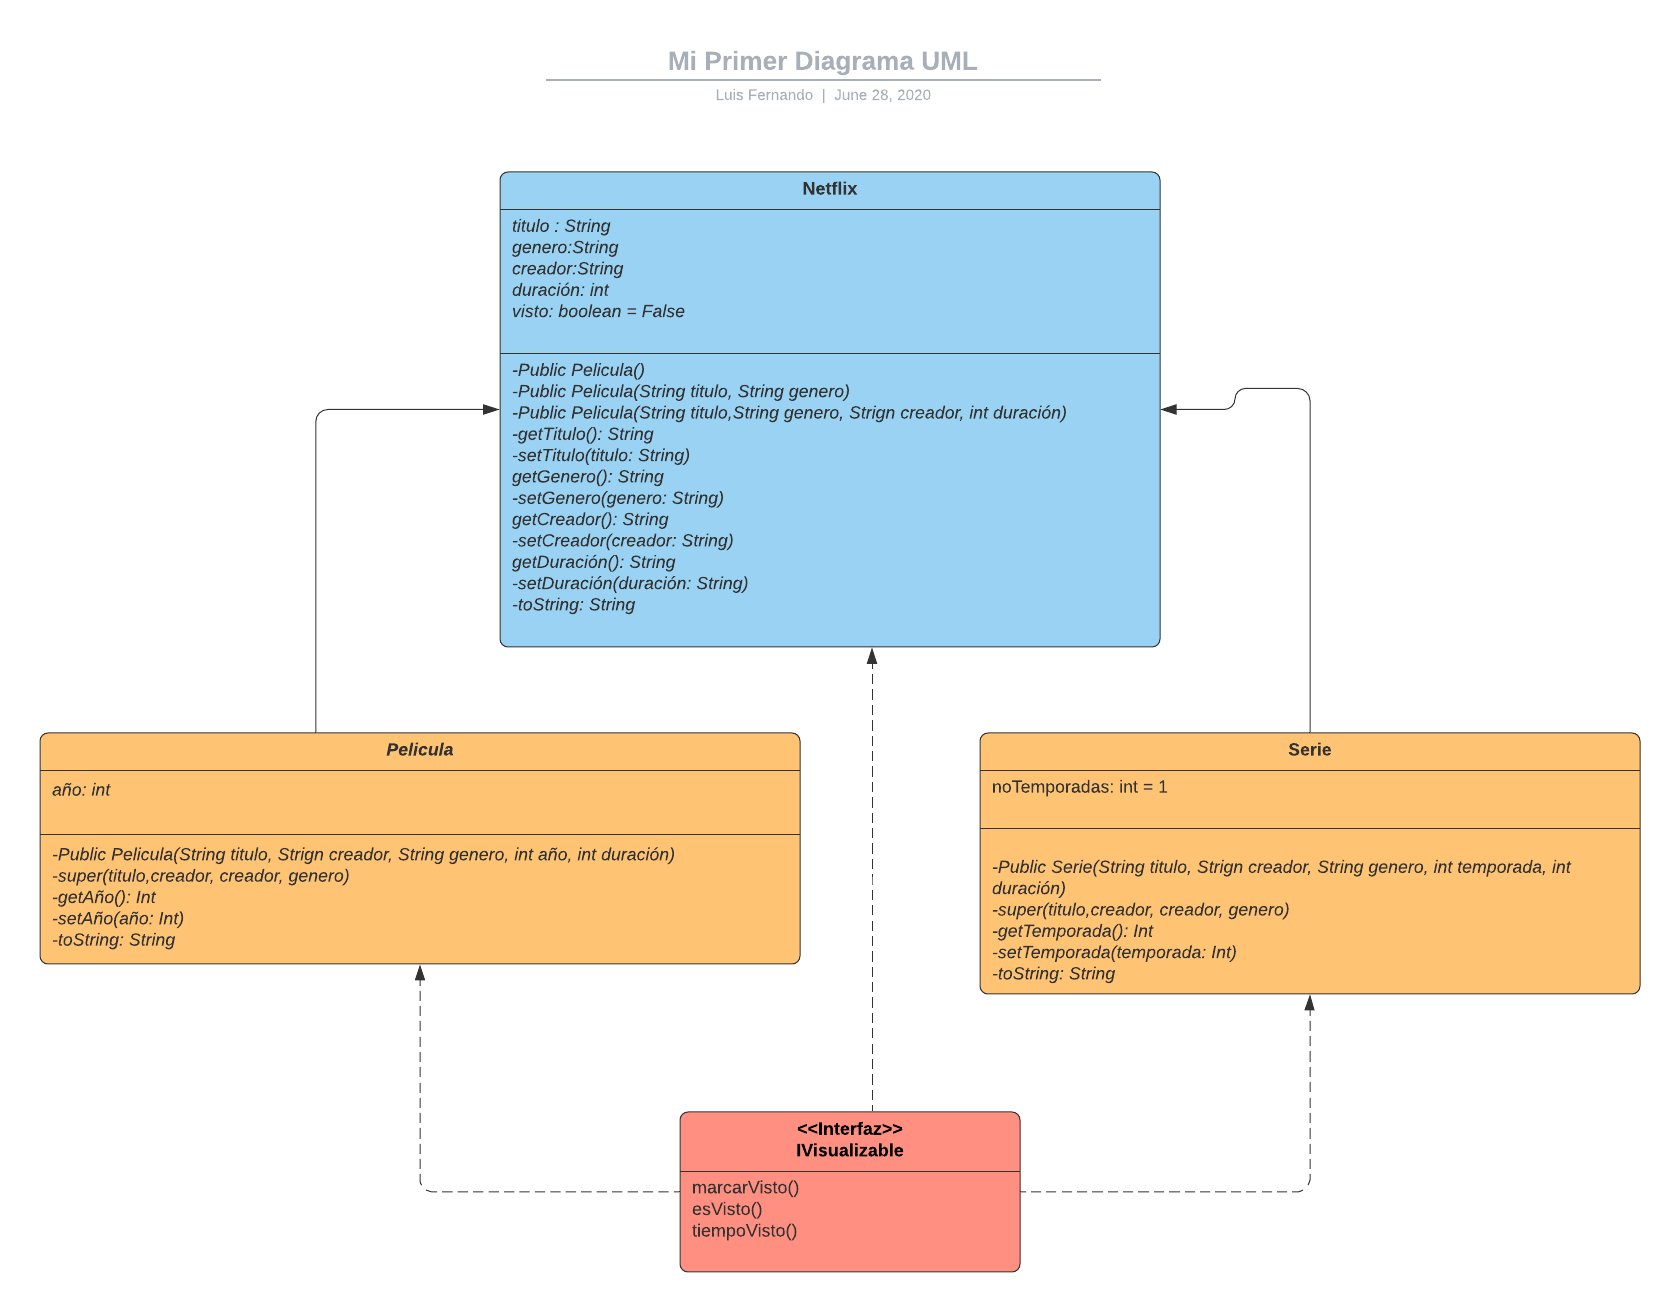 Mi Primer Diagrama UML
Luis Fernando | June 28, 2020
Netflix
titulo : String
genero:String
creador:String
duración: int
visto: boolean = False
-Public Pelicula()
-Public Pelicula(String titulo, String genero)
-Public Pelicula(String titulo,String genero, Strign creador, int duración)
-getTitulo(): String
-setTitulo(titulo: String)
getGenero(): String
-setGenero(genero: String)
getCreador(): String
-setCreador(creador: String)
getDuración(): String
-setDuración(duración: String)
-toString: String
Pelicula
año: int
-Public Pelicula(String titulo, Strign creador, String genero, int año, int duración)
-super(titulo,creador, creador, genero)
-getAño(): Int
-setAño(año: Int)
-toString: String
Serie
noTemporadas: int = 1
-Public Serie(String titulo, Strign creador, String genero, int temporada, int
duración)
-super(titulo,creador, creador, genero)
-getTemporada(): Int
-setTemporada(temporada: Int)
-toString: String
<<Interfaz>>
IVisualizable
marcarVisto()
esVisto()
tiempoVisto()